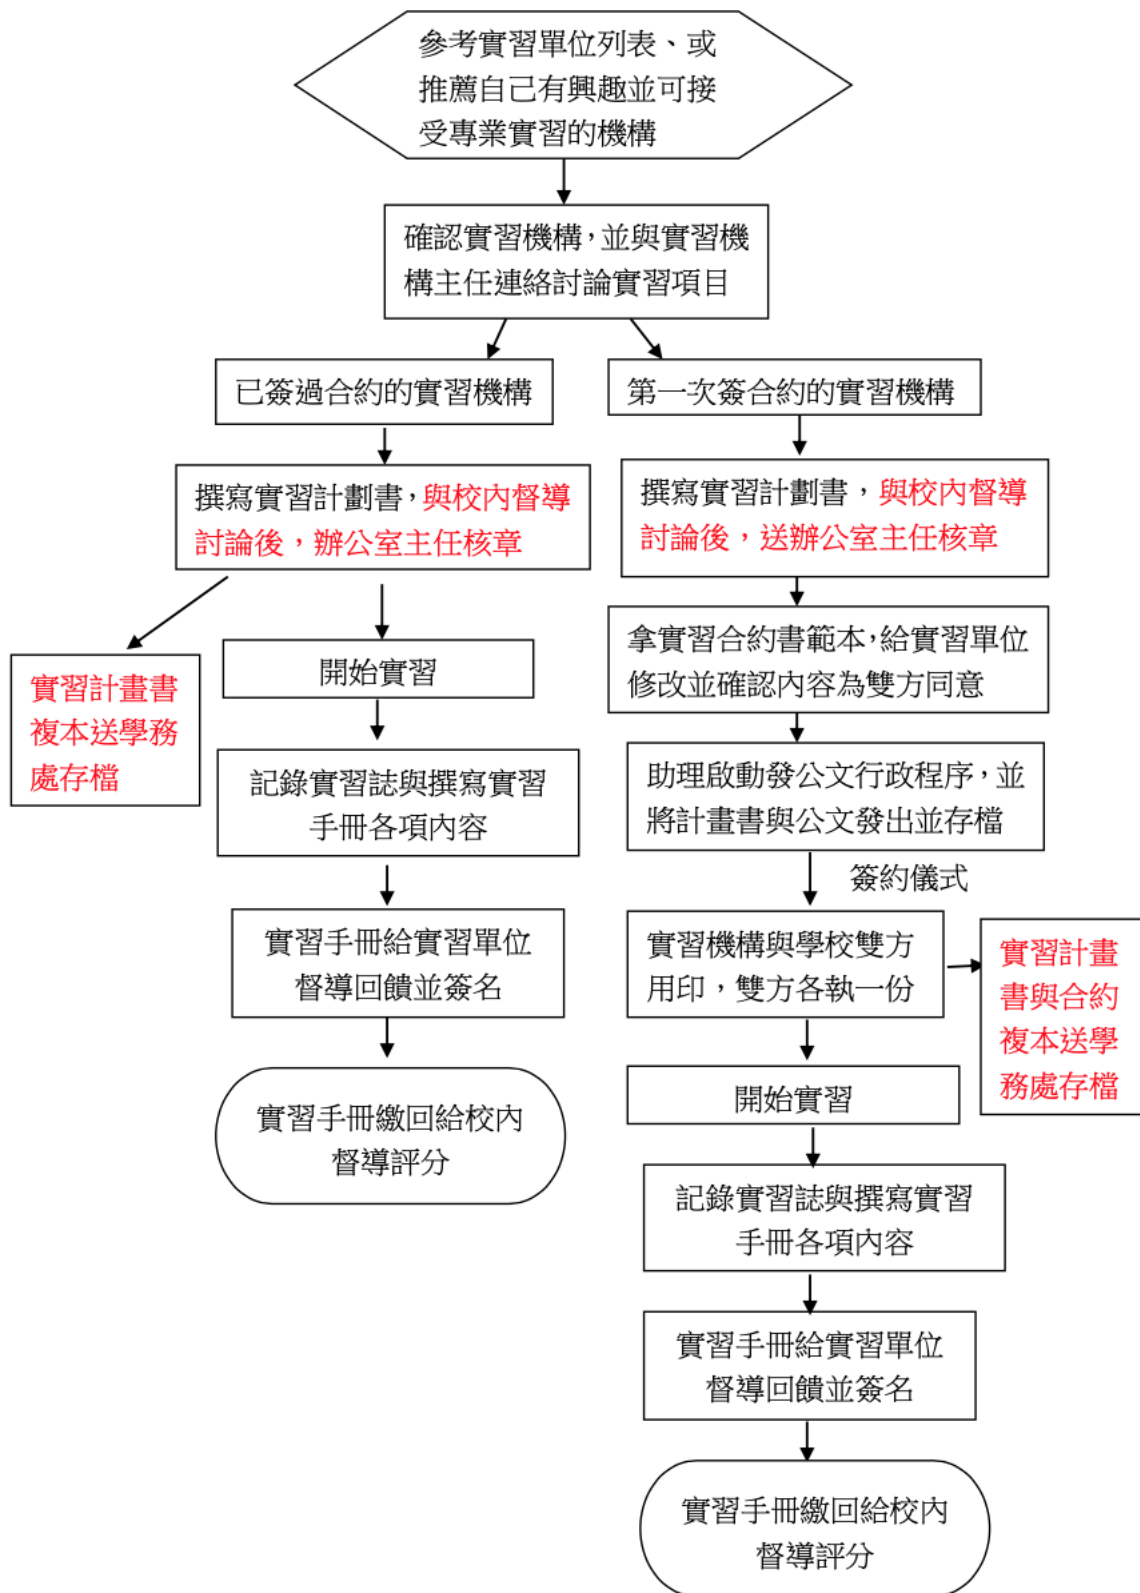 參考實習單位列表、或
推薦自己有興趣並可接
受專業實習的機構
確認實習機構，並與實習機
構主任連絡討論實習項目
已簽過合約的實習機構
第一次簽合約的實習機構
撰寫實習計劃書，與校內督導
討論後，辦公室主任核章
撰寫實習計劃書，與校內督導
討論後，送辦公室主任核章
實習計畫書
複本送學務
處存檔
開始實習
拿實習合約書範本，給實習單位
修改並確認內容為雙方同意
記錄實習誌與撰寫實習
手冊各項內容
助理啟動發公文行政程序，並
將計畫書與公文發出並存檔
簽約儀式
實習手冊給實習單位
督導回饋並簽名
實習機構與學校雙方
用印，雙方各執一份
實習計畫
書與合約
複本送學
務處存檔
實習手冊繳回給校內
督導評分
開始實習
記錄實習誌與撰寫實習
手冊各項內容
實習手冊給實習單位
督導回饋並簽名
實習手冊繳回給校內
督導評分